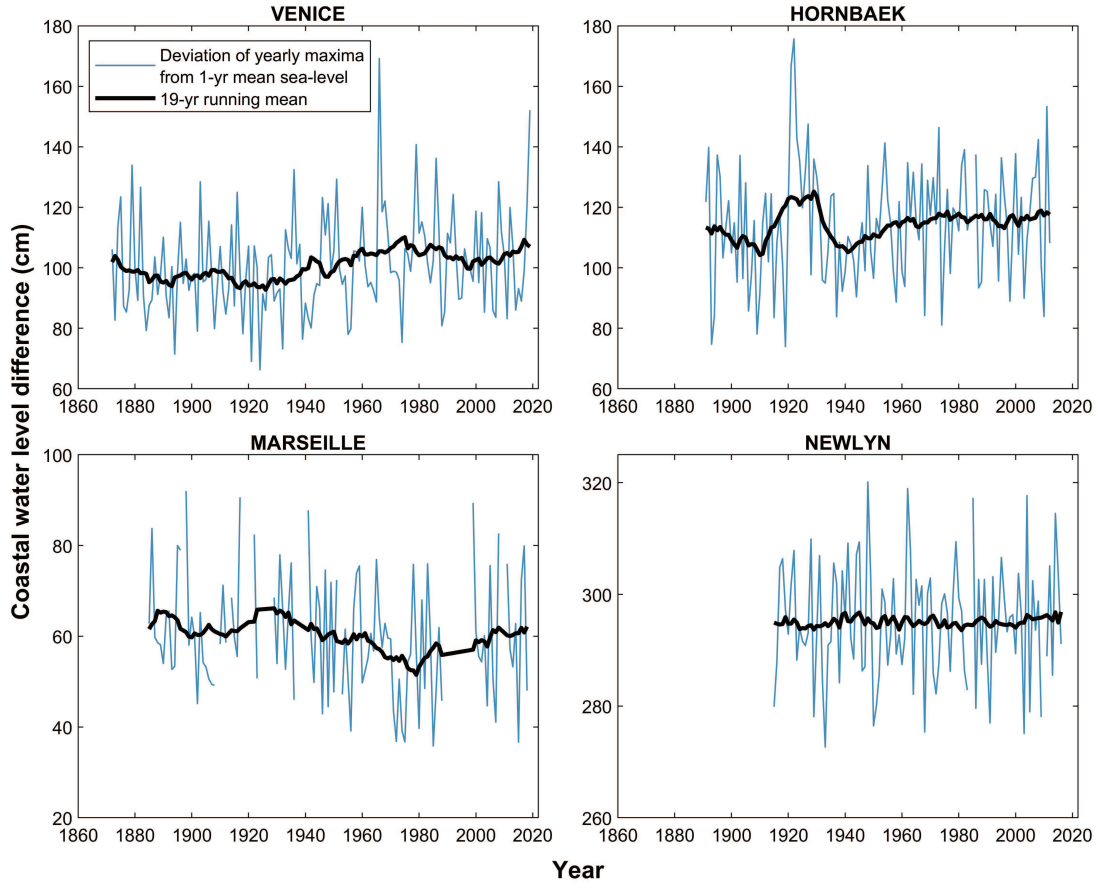 VENICE
180
160
140
120
100
80
60
1860 1880 1900 1920 1940 1960 1980 2000 2020
Deviation of yearly maxima
from 1-yr mean sea-level
19-yr running mean
HORNBAEK
180
160
140
120
100
80
60
1860 1880 1900 1920 1940 1960 1980 2000 2020
Coastal water level difference (cm)
MARSEILLE
100
80
60
40
20
1860 1880 1900 1920 1940 1960 1980 2000 2020
NEWLYN
320
300
280
260
1860 1880 1900 1920 1940 1960 1980 2000 2020
Year